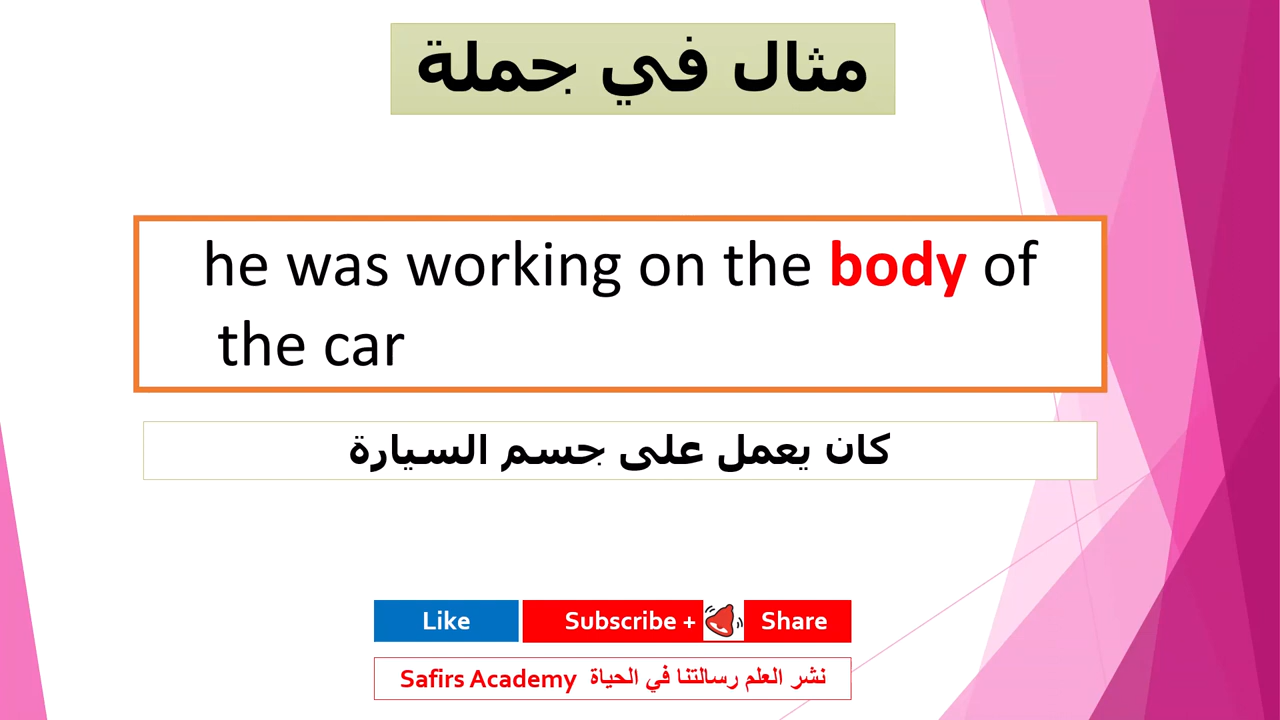 مثال في جملة
he was working on the body of
the car
كان يعمل على جسم السيارة
Like Subscribe + Share
Safirs Academy نشر العلم رسالتنا في الحياة